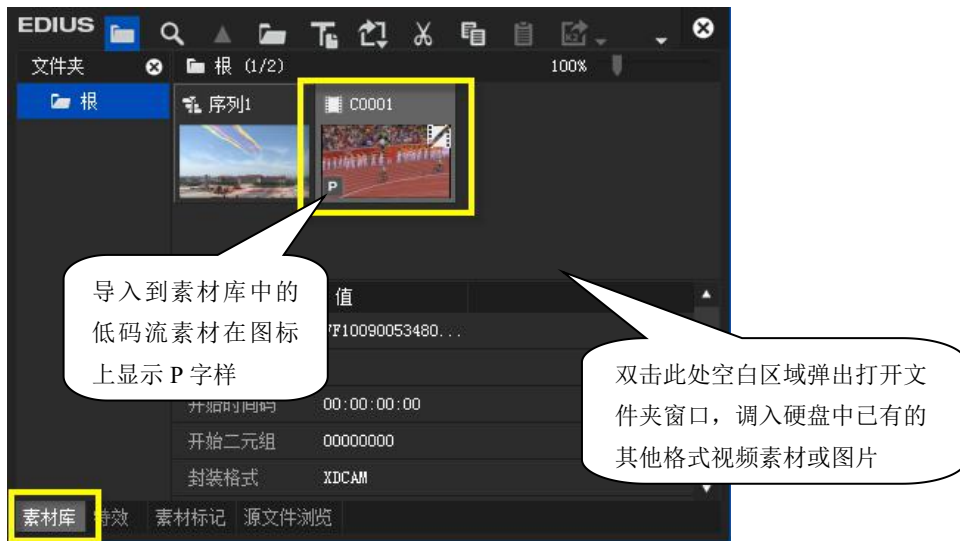 EDIUS
文件夹
根 (1/2)
100%
根
序列1
C0001
P
导入到素材库中的
低码流素材在图标
上显示 P 字样
值
7F10090053480...
双击此处空白区域弹出打开文
件夹窗口，调入硬盘中已有的
其他格式视频素材或图片
开始时间码 00:00:00:00
开始二元组 00000000
封装格式 XDCAM
素材库 特效 素材标记 源文件浏览